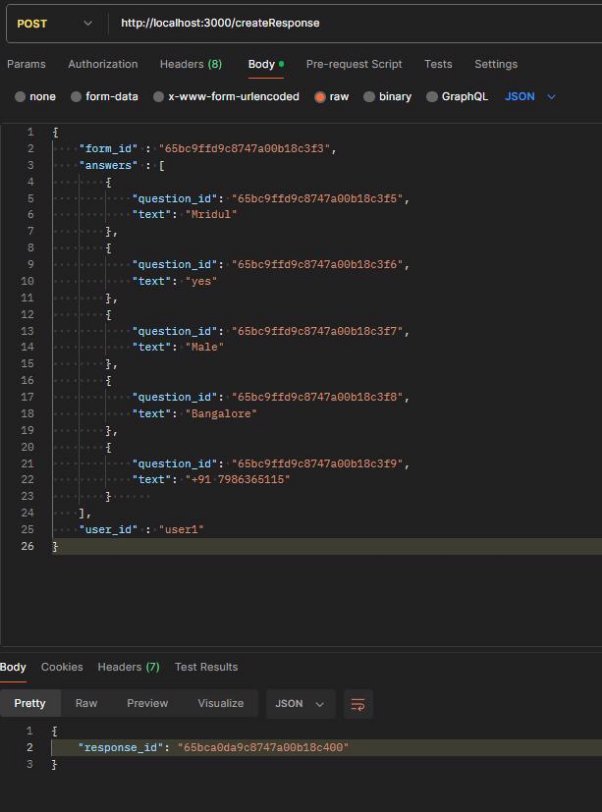 POST http://localhost:3000/createResponse
Params Authorization Headers (8) Body Pre-request Script Tests Settings
none form-data x-www-form-urlencoded raw binary GraphQL JSON
1 {
2 "form_id" : "65bc9ffd9c8747a00b18c3f3",
3 "answers" : [
4 {
5 "question_id": "65bc9ffd9c8747a00b18c3f5",
6 "text": "Mridul"
7 },
8 {
9 "question_id": "65bc9ffd9c8747a00b18c3f6",
10 "text": "yes"
11 },
12 {
13 "question_id": "65bc9ffd9c8747a00b18c3f7",
14 "text": "Male"
15 },
16 {
17 "question_id": "65bc9ffd9c8747a00b18c3f8",
18 "text": "Bangalore"
19 },
20 {
21 "question_id": "65bc9ffd9c8747a00b18c3f9",
22 "text": "+91 7986365115"
23 }
24 ],
25 "user_id" : "user1"
26 }
Body Cookies Headers (7) Test Results
Pretty Raw Preview Visualize JSON
1 {
2 "response_id": "65bca0da9c8747a00b18c400"
3 }